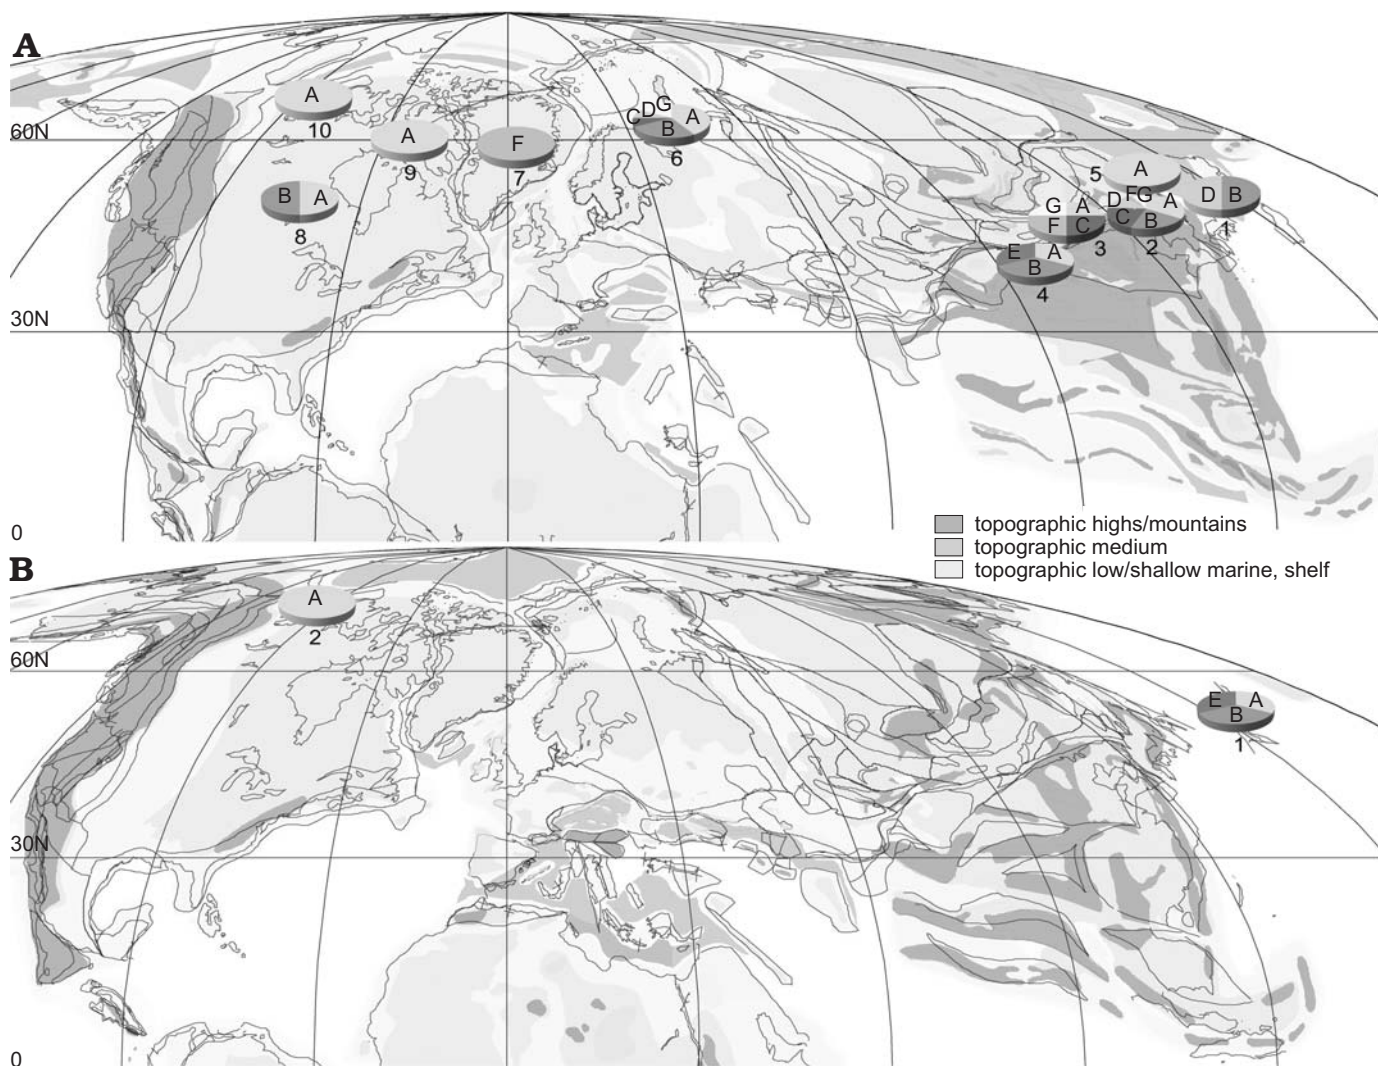 A
60N
30N
0
A
10
A
9
F
7
B A
8
C D G
B A
6
5
A
D B
1
D F G A
C B
2
G A
F C
3
E A
B
4
topographic highs/mountains
topographic medium
topographic low/shallow marine, shelf
B
60N
30N
0
A
2
E A
B
1